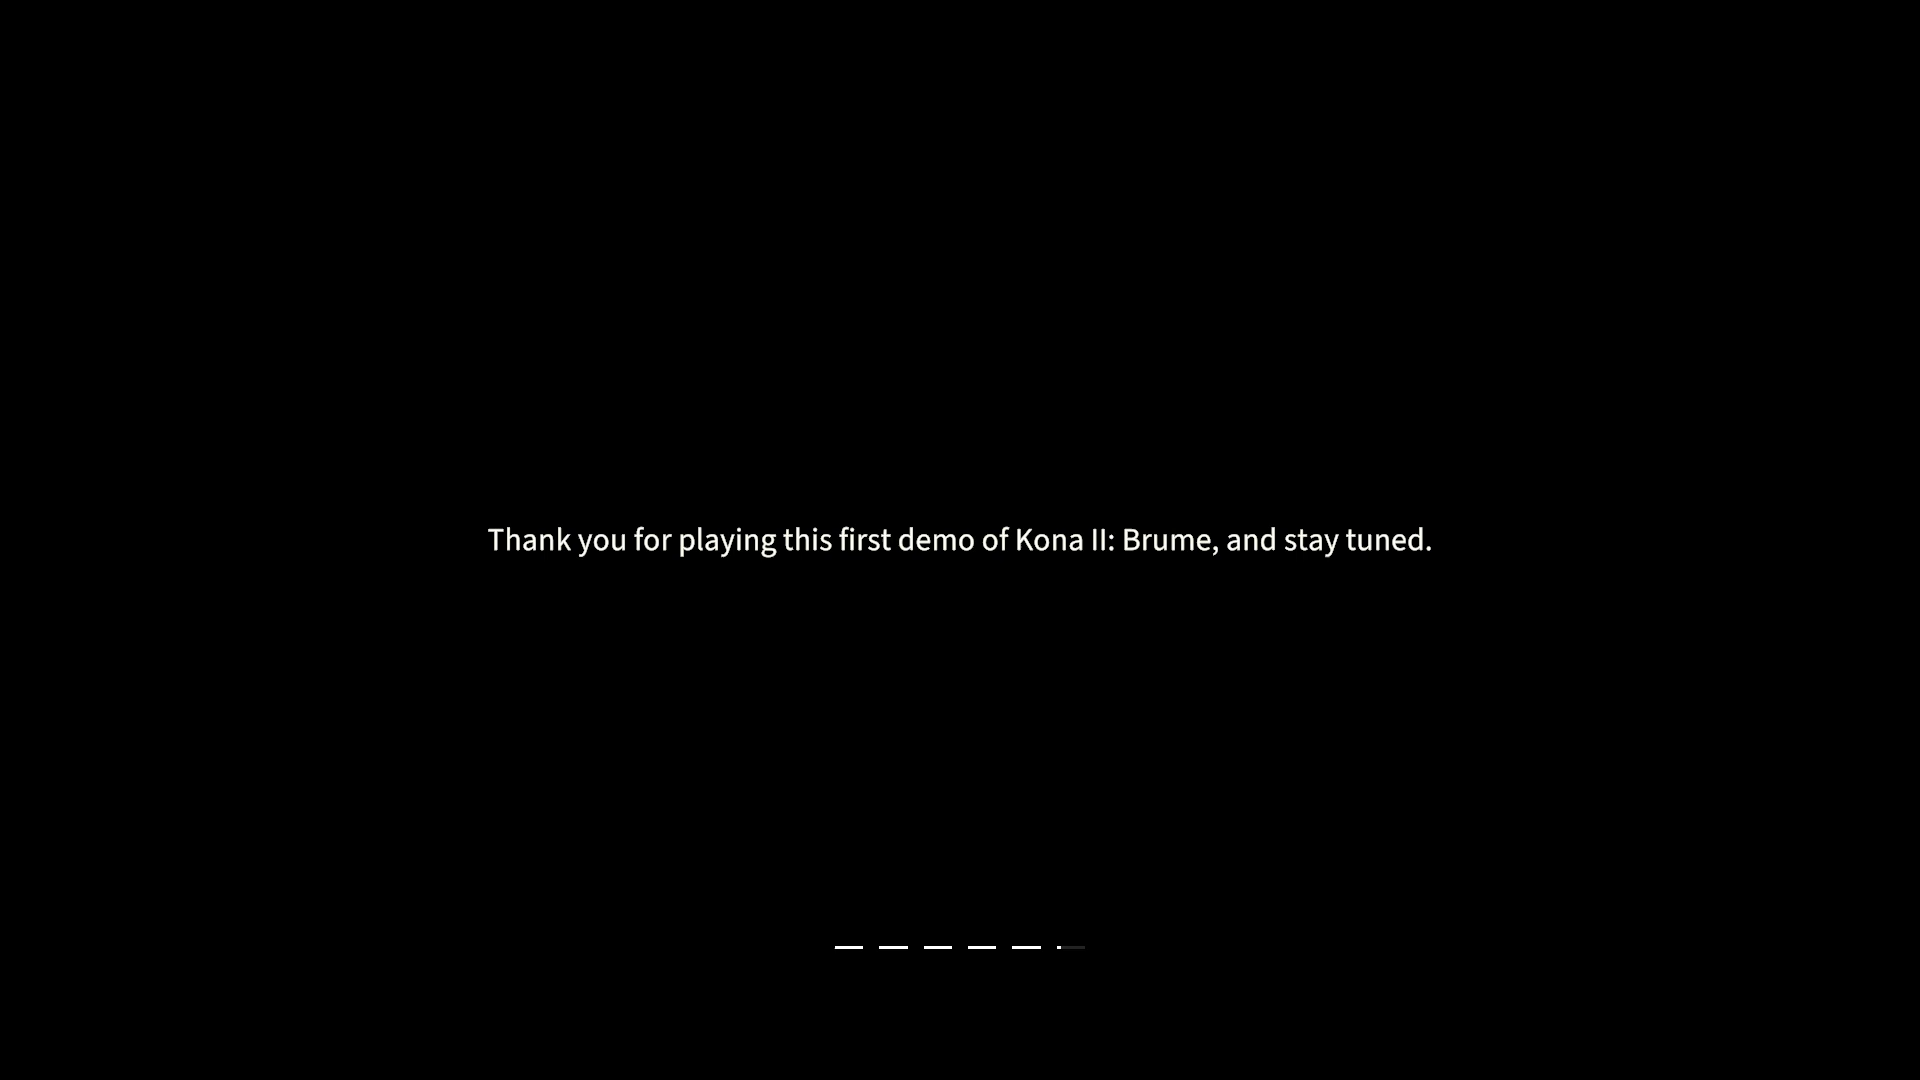 Thank you for playing this first demo of Kona II: Brume, and stay tuned.